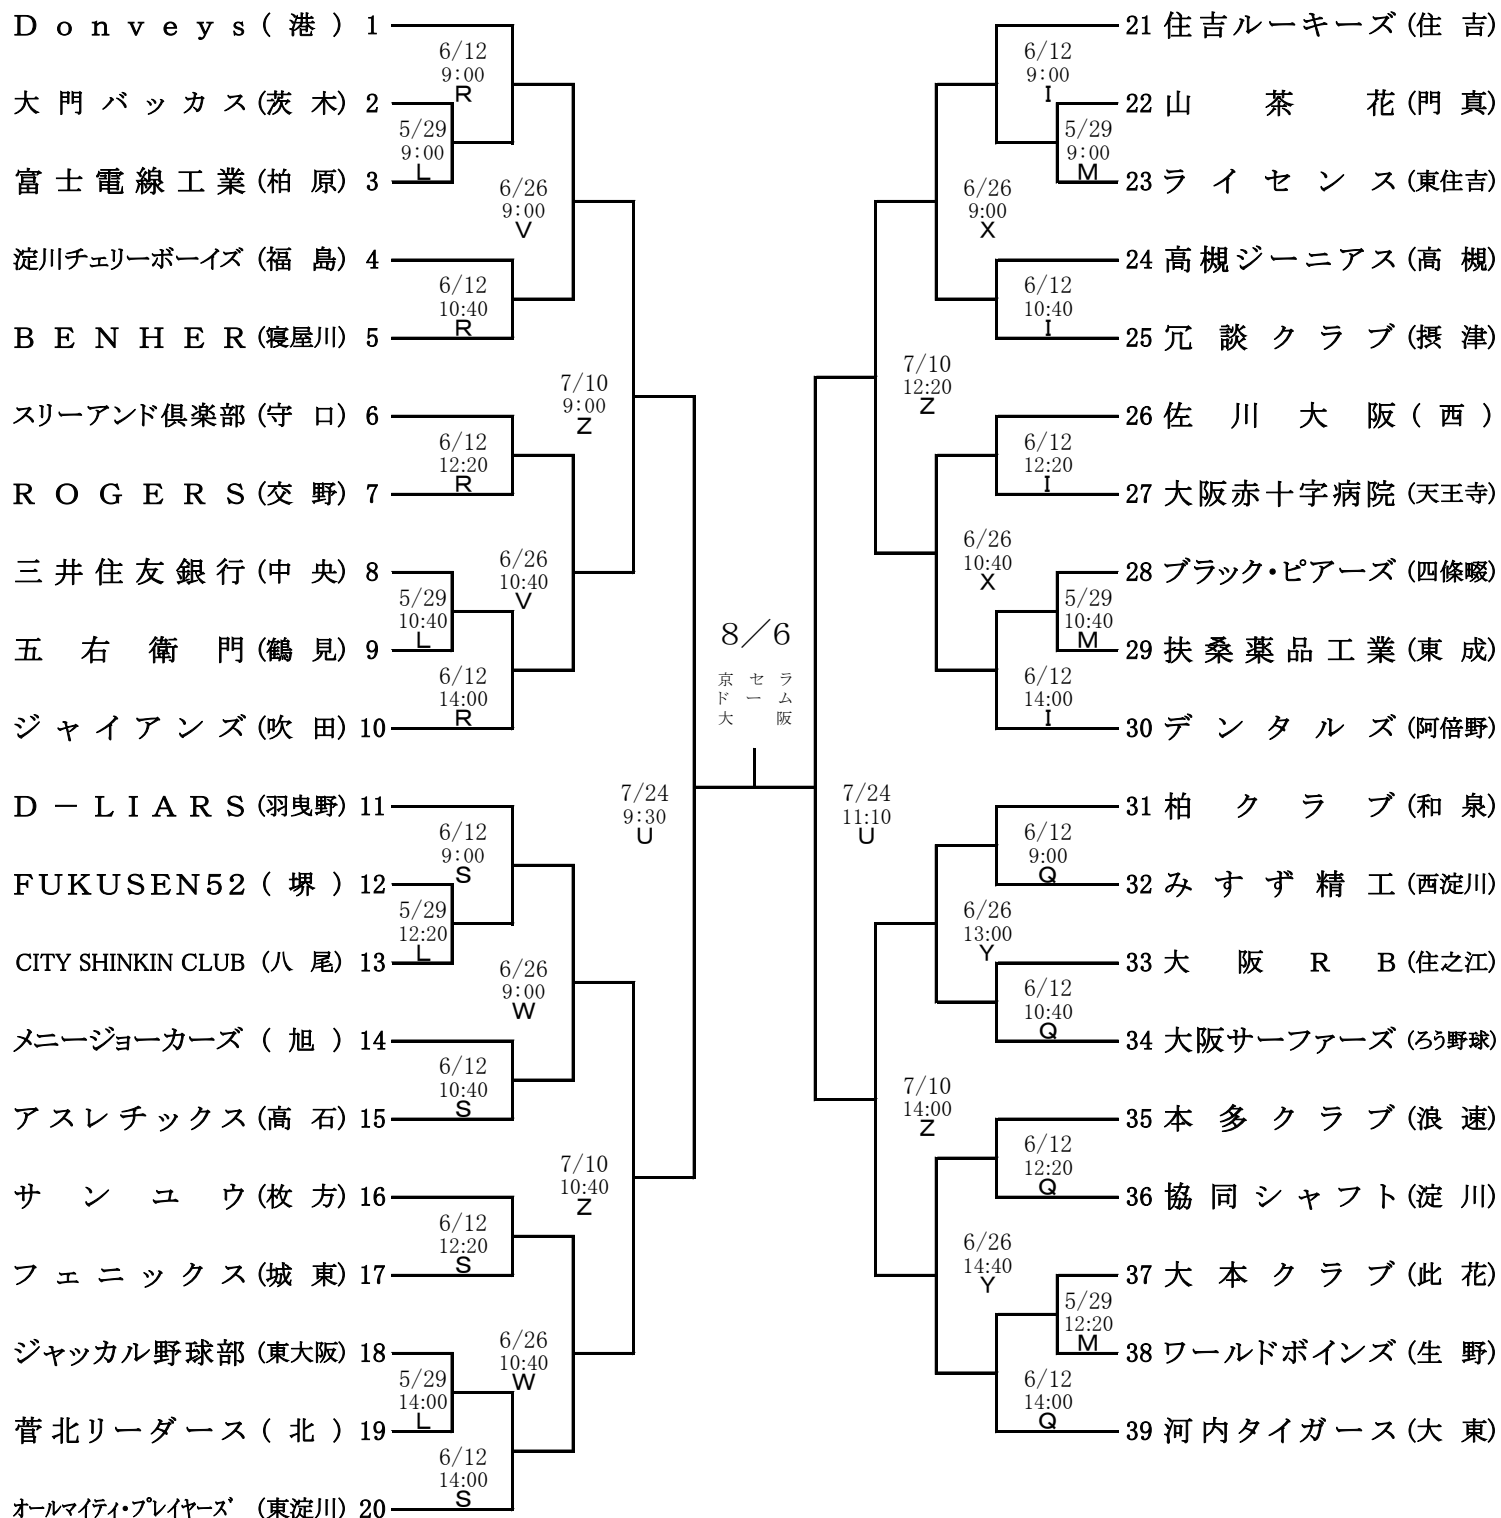 Donveys(港) 1
6/12
9:00
R
大門バッカス(茨木) 2
5/29
9:00
L
富士電線工業(柏原) 3
6/26
9:00
V
淀川チェリーボーイズ(福島) 4
6/12
10:40
R
BENHER(寝屋川) 5
7/10
9:00
Z
スリーアンド倶楽部(守口) 6
6/12
12:20
R
ROGERS(交野) 7
6/26
10:40
V
三井住友銀行(中央) 8
5/29
10:40
L
五右衛門(鶴見) 9
6/12
14:00
R
ジャイアンズ(吹田) 10
7/24
9:30
U
D－LIARS(羽曳野) 11
6/12
9:00
S
FUKUSEN52(堺) 12
5/29
12:20
L
CITY SHINKIN CLUB (八尾) 13
6/26
9:00
W
メニージョーカーズ(旭) 14
6/12
10:40
S
アスレチックス(高石) 15
7/10
10:40
Z
サンユウ(枚方) 16
6/12
12:20
S
フェニックス(城東) 17
6/26
10:40
W
ジャッカル野球部(東大阪) 18
5/29
14:00
L
菅北リーダース(北) 19
6/12
14:00
S
オールマイティ・プレイヤーズ(東淀川) 20
8／6
京セラ
ドーム
大阪
21 住吉ルーキーズ(住吉)
6/12
9:00
I
22 山茶花(門真)
5/29
9:00
M
23 ライセンス(東住吉)
6/26
9:00
X
24 高槻ジーニアス(高槻)
6/12
10:40
I
25 冗談クラブ(摂津)
7/10
12:20
Z
26 佐川大阪(西)
6/12
12:20
I
27 大阪赤十字病院(天王寺)
6/26
10:40
X
28 ブラック・ピアーズ(四條畷)
5/29
10:40
M
29 扶桑薬品工業(東成)
6/12
14:00
I
30 デンタルズ(阿倍野)
7/24
11:10
U
31 柏クラブ(和泉)
6/12
9:00
Q
32 みすず精工(西淀川)
6/26
13:00
Y
33 大阪RB(住之江)
6/12
10:40
Q
34 大阪サーファーズ(ろう野球)
7/10
14:00
Z
35 本多クラブ(浪速)
6/12
12:20
Q
36 協同シャフト(淀川)
6/26
14:40
Y
37 大本クラブ(此花)
5/29
12:20
M
38 ワールドボインズ(生野)
6/12
14:00
Q
39 河内タイガース(大東)